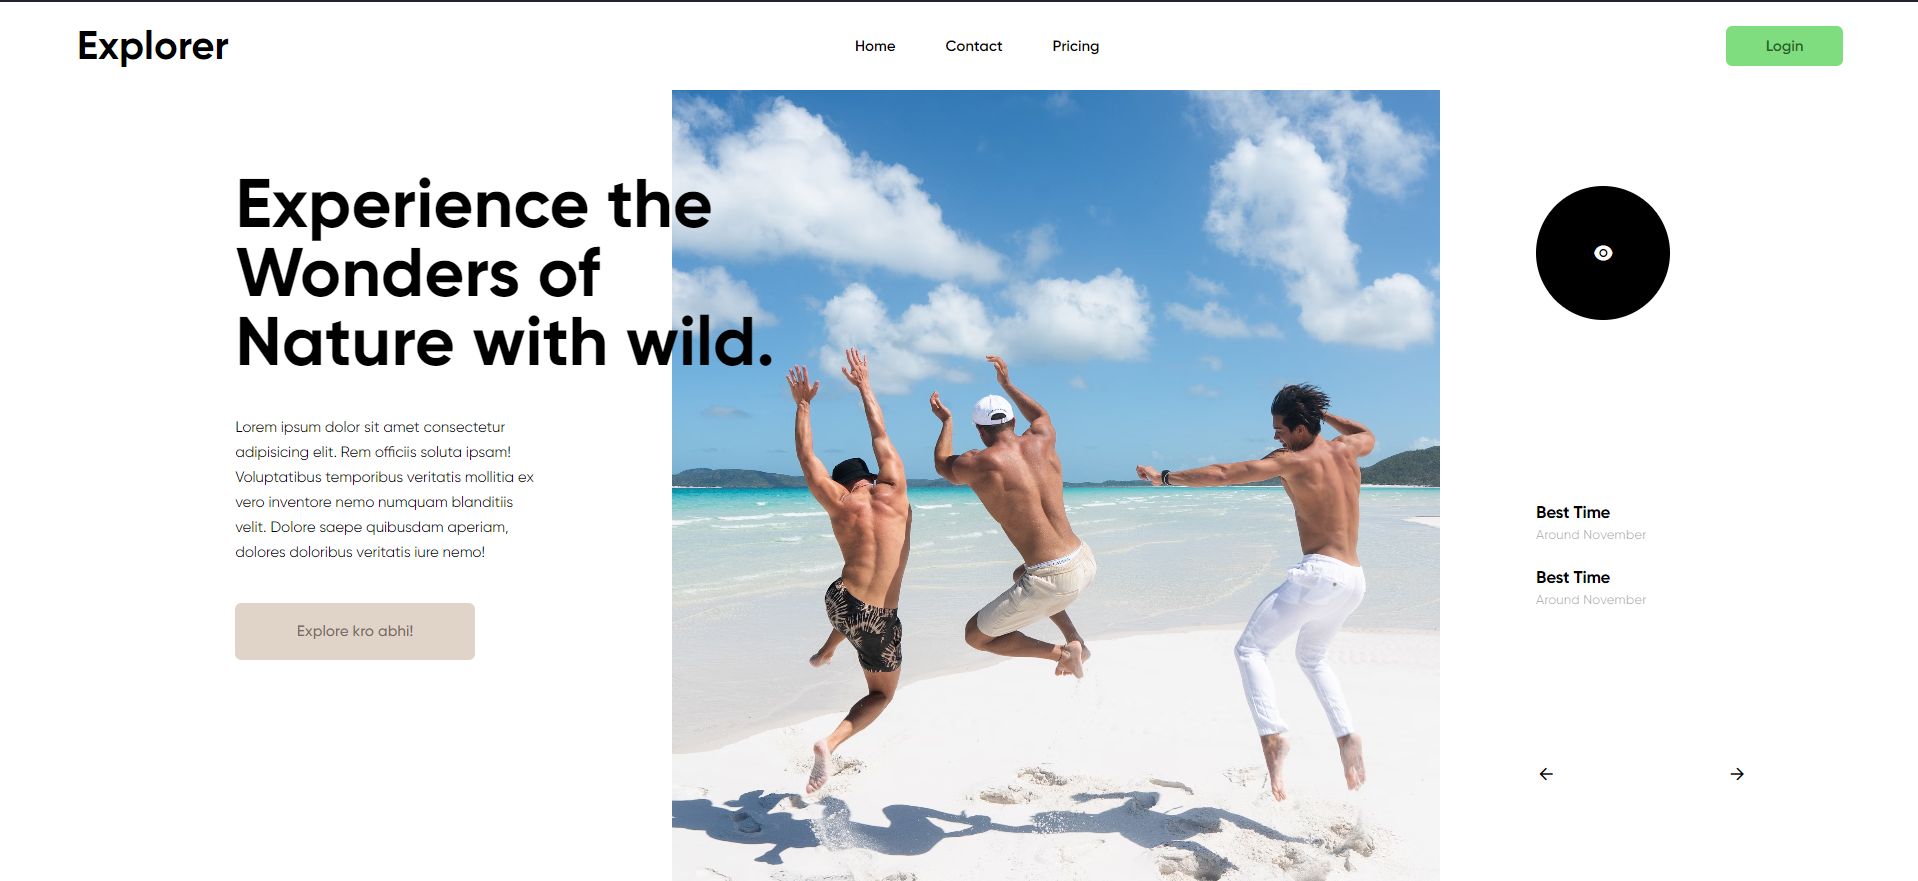 Explorer
Home
Contact
Pricing
Login
Experience the
Wonders of
Nature with wild.
Lorem ipsum dolor sit amet consectetur
adipisicing elit. Rem officiis soluta ipsam!
Voluptatibus temporibus veritatis mollitia ex
vero inventore nemo numquam blanditiis
velit. Dolore saepe quibusdam aperiam,
dolores doloribus veritatis iure nemo!
Explore kro abhi!
Best Time
Around November
Best Time
Around November